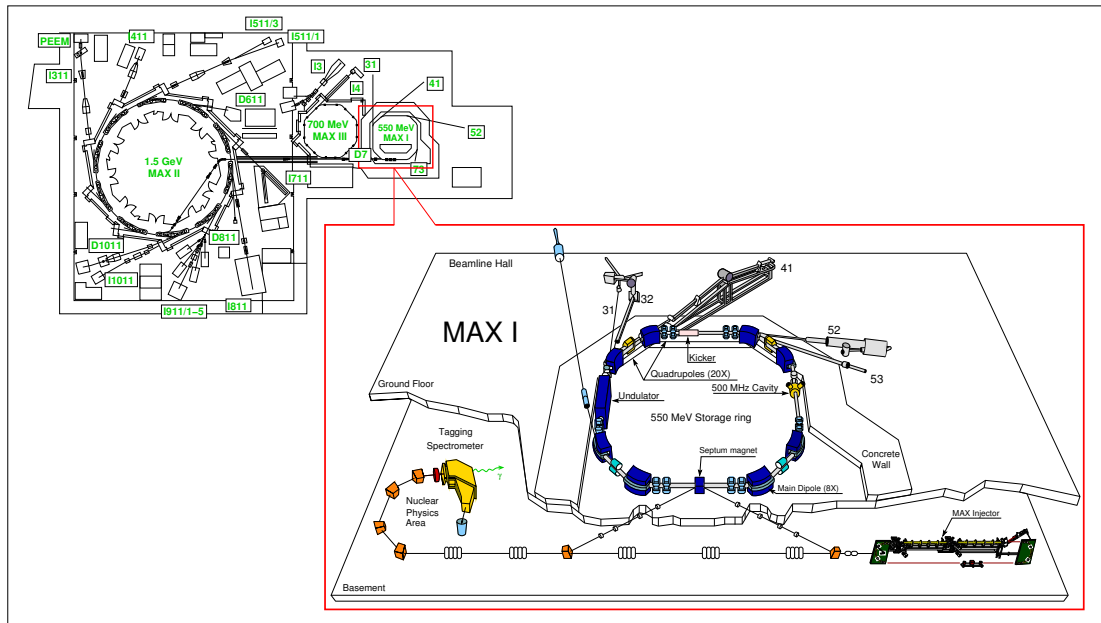 I511/3
PEEM
411
I511/1
I311
I3
31
I4
41
D611
700 MeV
MAX III
550 MeV
MAX I
52
1.5 GeV
MAX II
D7
73
I711
D1011
D811
I1011
I811
I911/1-5
Beamline Hall
41
32
31
MAX I
52
Kicker
53
Quadrupoles (20X)
Ground Floor
500 MHz Cavity
Undulator
550 MeV Storage ring
Tagging
Spectrometer
Septum magnet
Concrete
Wall
γ
Main Dipole (8X)
Nuclear
Physics
Area
MAX Injector
Basement